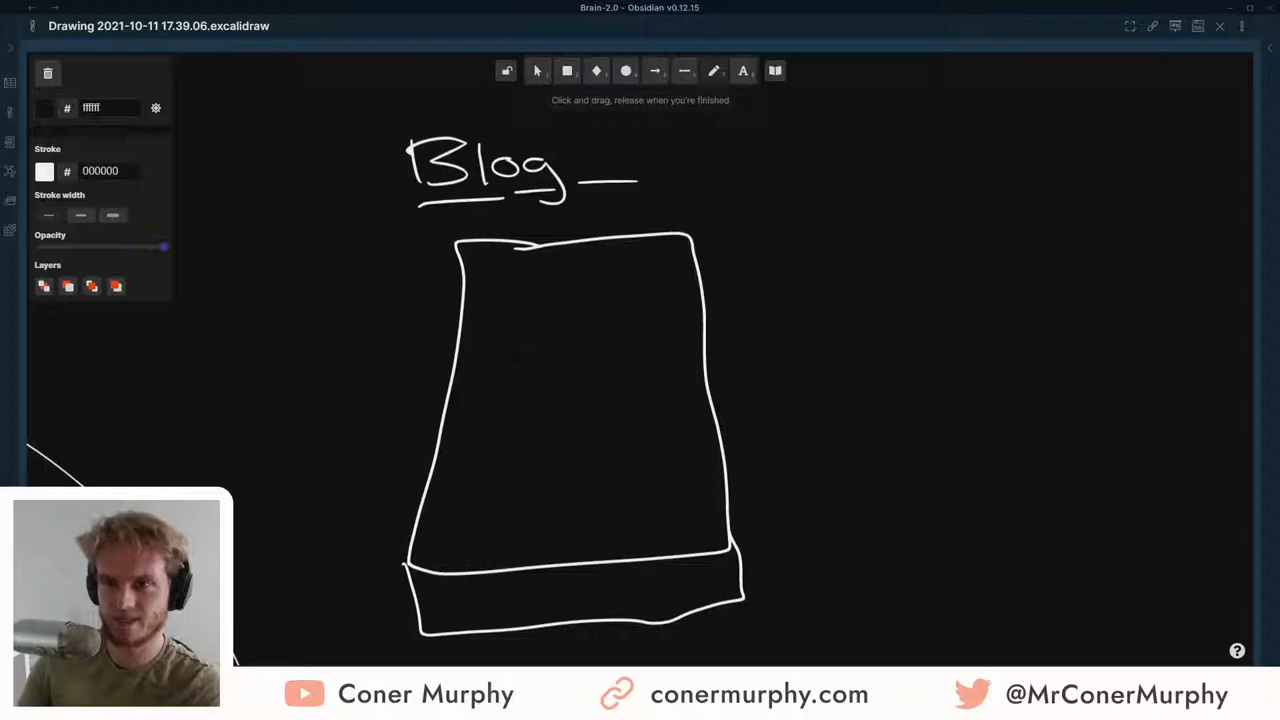 Brain-2.0 - Obsidian v0.12.15
Drawing 2021-10-11 17.39.06.excalidraw
# ffffff
Click and drag, release when you're finished
Stroke
# 000000
Stroke width
Opacity
Layers
Blog
A
?
Coner Murphy
conermurphy.com
@MrConerMurphy